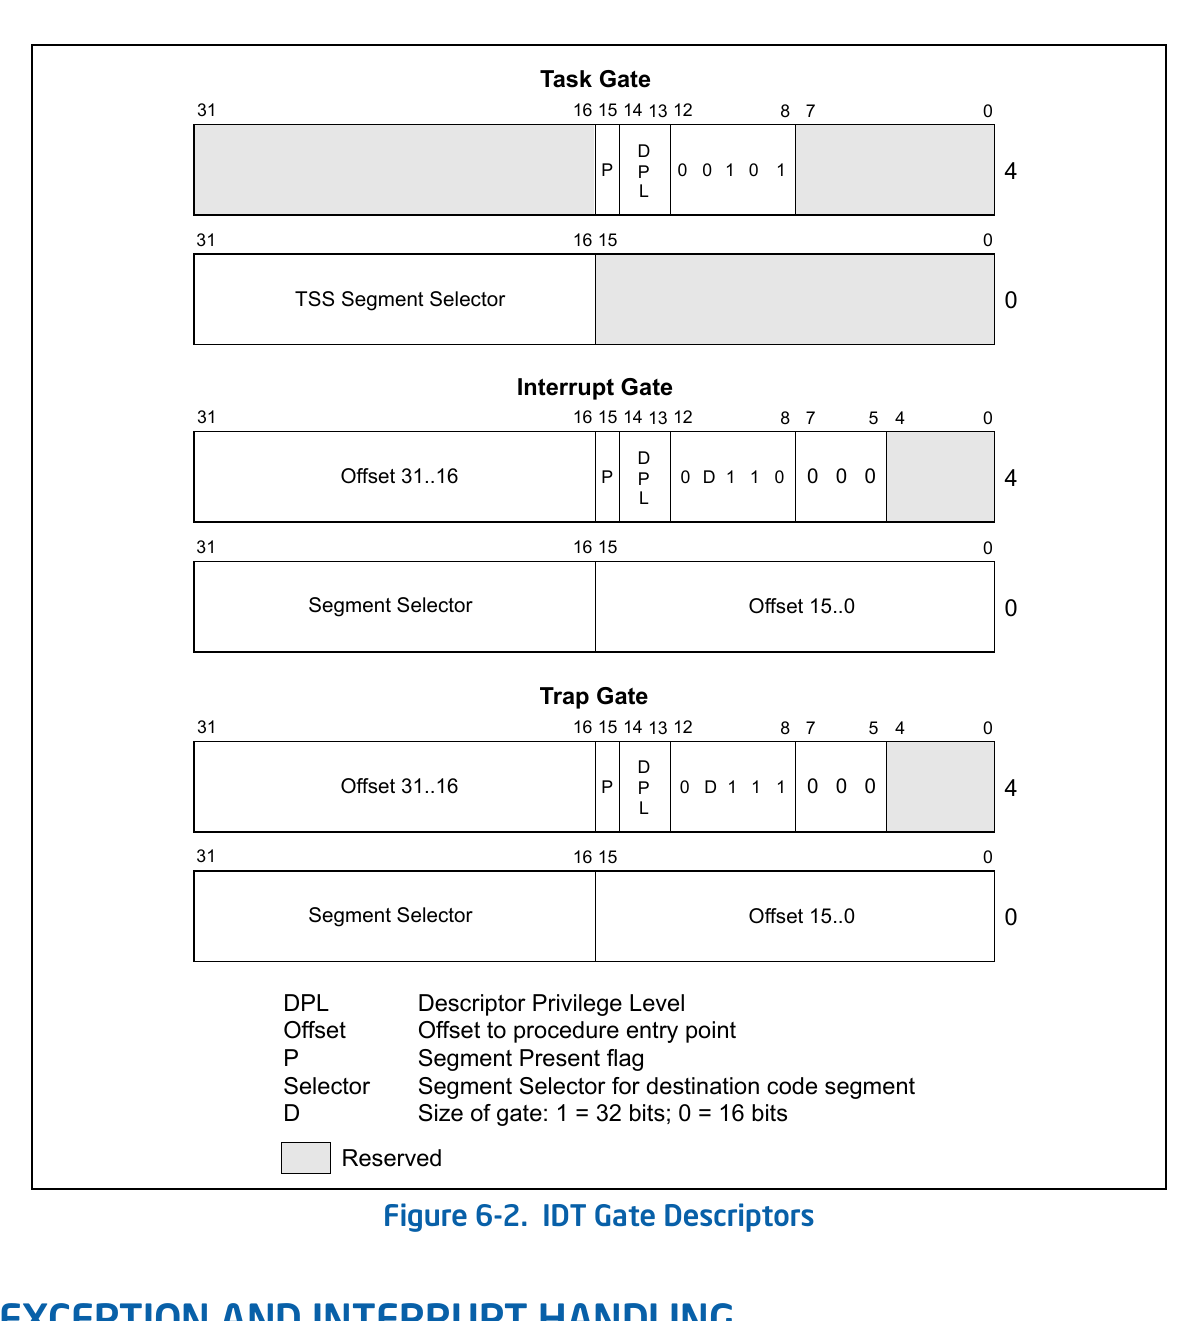 Task Gate
31 16 15 14 13 12 8 7 0
P D P L 0 0 1 0 1 4
31 16 15 0
TSS Segment Selector 0
Interrupt Gate
31 16 15 14 13 12 8 7 5 4 0
Offset 31..16 P D P L 0 D 1 1 0 0 0 0 4
31 16 15 0
Segment Selector Offset 15..0 0
Trap Gate
31 16 15 14 13 12 8 7 5 4 0
Offset 31..16 P D P L 0 D 1 1 1 0 0 0 4
31 16 15 0
Segment Selector Offset 15..0 0
DPL Descriptor Privilege Level
Offset Offset to procedure entry point
P Segment Present flag
Selector Segment Selector for destination code segment
D Size of gate: 1 = 32 bits; 0 = 16 bits
Reserved
Figure 6-2. IDT Gate Descriptors
EXCEPTION AND INTERRUPT HANDLING